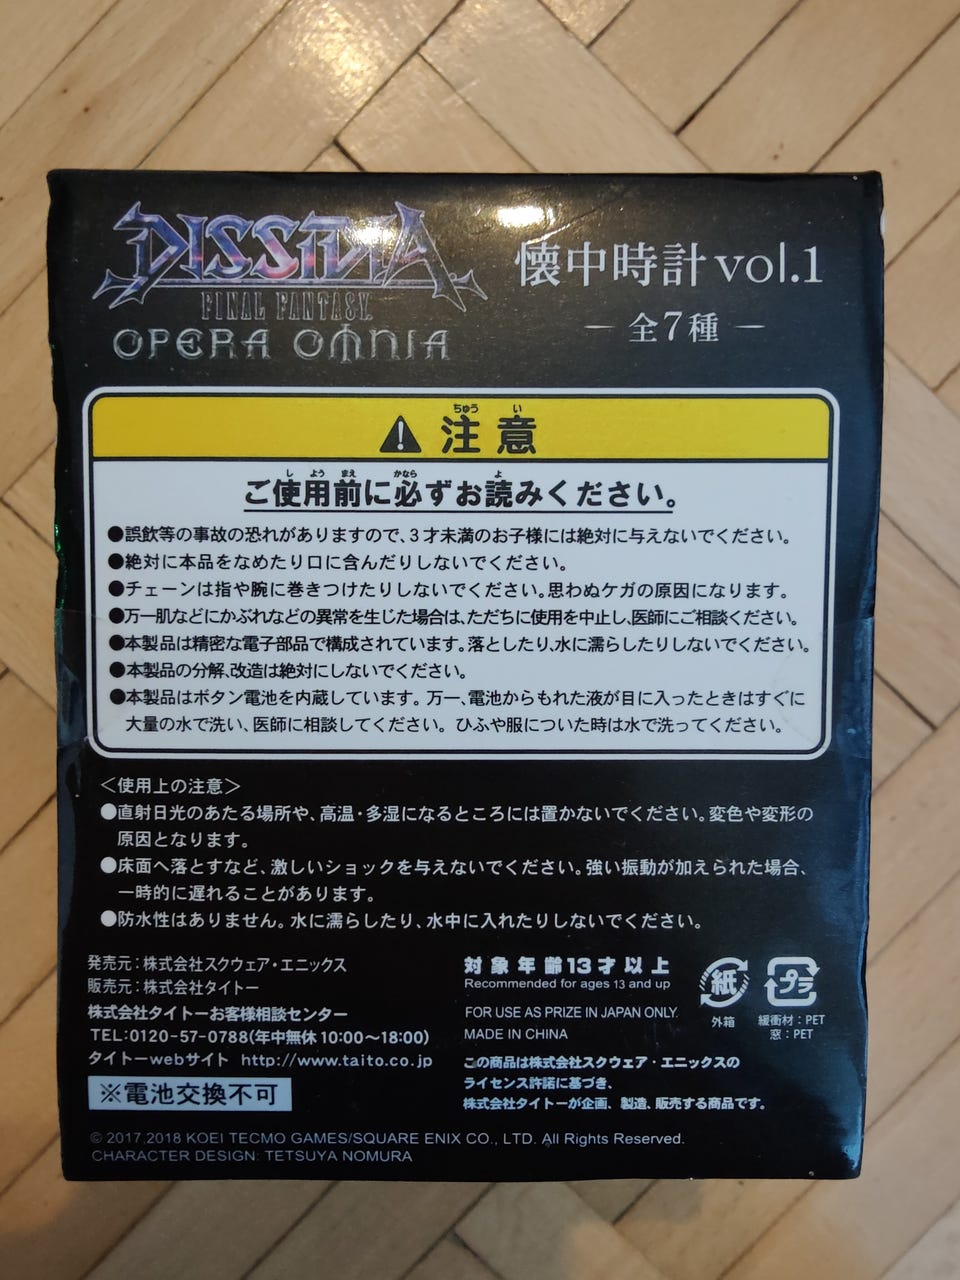 DISSIDIA
FINAL FANTASY
OPERA OMNIA
懐中時計 vol.1
― 全7種 ―
注意
ちゅう い
ご使用前に必ずお読みください。
し よう まえ かなら よ
●誤飲等の事故の恐れがありますので、3才未満のお子様には絶対に与えないでください。
●絶対に本品をなめたり口に含んだりしないでください。
●チェーンは指や腕に巻きつけたりしないでください。思わぬケガの原因になります。
●万一肌などにかぶれなどの異常を生じた場合は、ただちに使用を中止し、医師にご相談ください。
●本製品は精密な電子部品で構成されています。落としたり、水に濡らしたりしないでください。
●本製品の分解、改造は絶対にしないでください。
●本製品はボタン電池を内蔵しています。万一、電池からもれた液が目に入ったときはすぐに
大量の水で洗い、医師に相談してください。ひふや服についた時は水で洗ってください。
＜使用上の注意＞
●直射日光のあたる場所や、高温・多湿になるところには置かないでください。変色や変形の
原因となります。
●床面へ落とすなど、激しいショックを与えないでください。強い振動が加えられた場合、
一時的に遅れることがあります。
●防水性はありません。水に濡らしたり、水中に入れたりしないでください。
発売元：株式会社スクウェア・エニックス
販売元：株式会社タイトー
株式会社タイトーお客様相談センター
TEL:0120-57-0788(年中無休 10:00～18:00)
タイトーwebサイト http://www.taito.co.jp
※電池交換不可
対象年齢13才以上
Recommended for ages 13 and up
FOR USE AS PRIZE IN JAPAN ONLY.
MADE IN CHINA
紙
外箱
プラ
緩衝材：PET
窓：PET
この商品は株式会社スクウェア・エニックスの
ライセンス許諾に基づき、
株式会社タイトーが企画、製造、販売する商品です。
© 2017,2018 KOEI TECMO GAMES/SQUARE ENIX CO., LTD. All Rights Reserved.
CHARACTER DESIGN: TETSUYA NOMURA